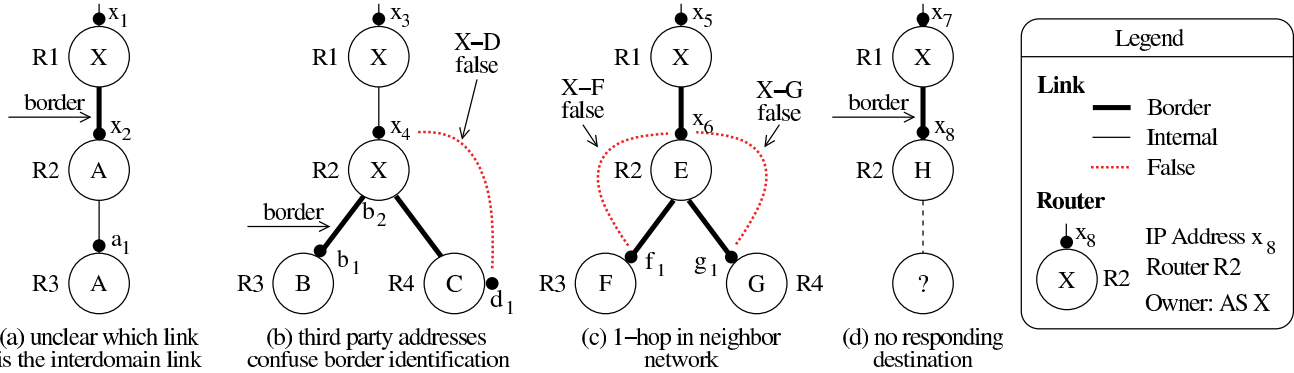 x1
R1
X
border
x2
R2
A
a1
R3
A
(a) unclear which link
is the interdomain link
x3
R1
X
X–D
false
x4
R2
X
border
b2
b1
R3
B
R4
C
d1
(b) third party addresses
confuse border identification
x5
R1
X
X–F
false
X–G
false
x6
R2
E
f1
g1
R3
F
G
R4
(c) 1–hop in neighbor
network
x7
R1
X
border
x8
R2
H
?
(d) no responding
destination
Legend
Link
Border
Internal
False
Router
x8
X
R2
IP Address x8
Router R2
Owner: AS X